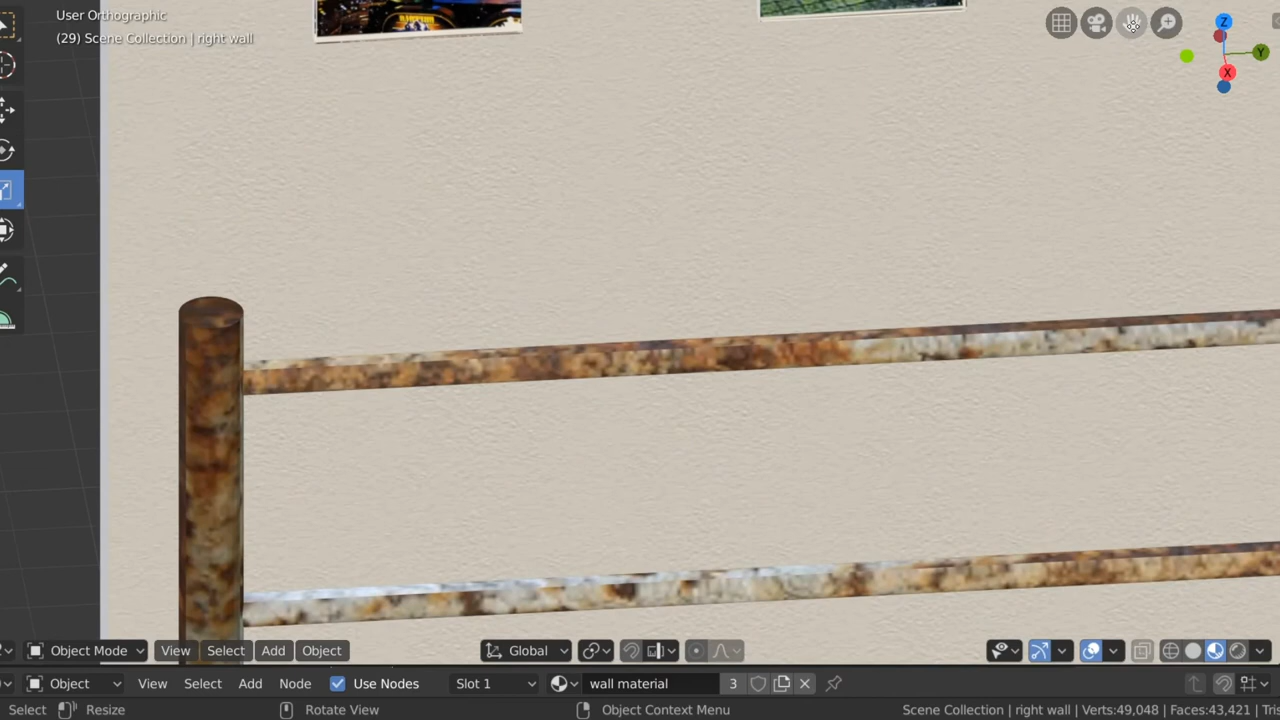 User Orthographic
(29) Scene Collection | right wall
Z
Y
X
Object Mode View Select Add Object Global
Object View Select Add Node Use Nodes Slot 1 wall material 3
Select Resize Rotate View Object Context Menu Scene Collection | right wall | Verts:49,048 | Faces:43,421 | Tris